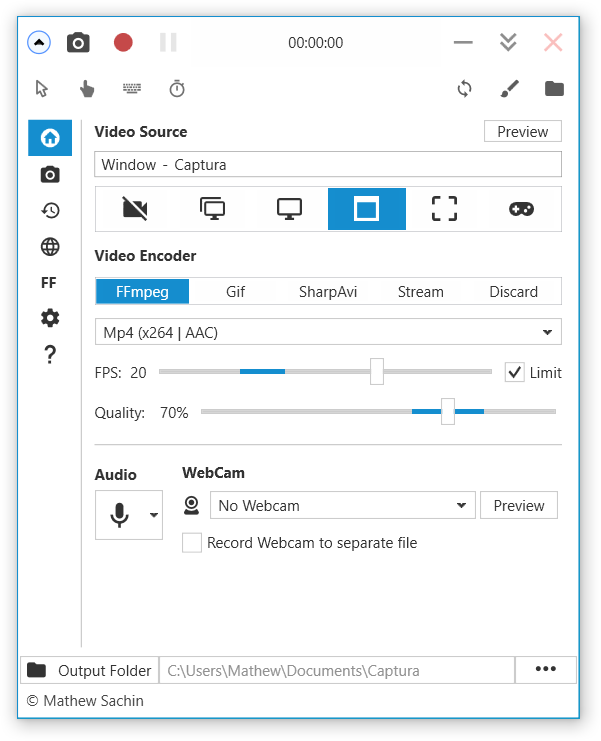 00:00:00
Video Source Preview
Window - Captura
Video Encoder
FFmpeg Gif SharpAvi Stream Discard
Mp4 (x264 | AAC)
FPS: 20 Limit
Quality: 70%
FF
?
Audio WebCam
No Webcam Preview
Record Webcam to separate file
Output Folder C:\Users\Mathew\Documents\Captura •••
© Mathew Sachin